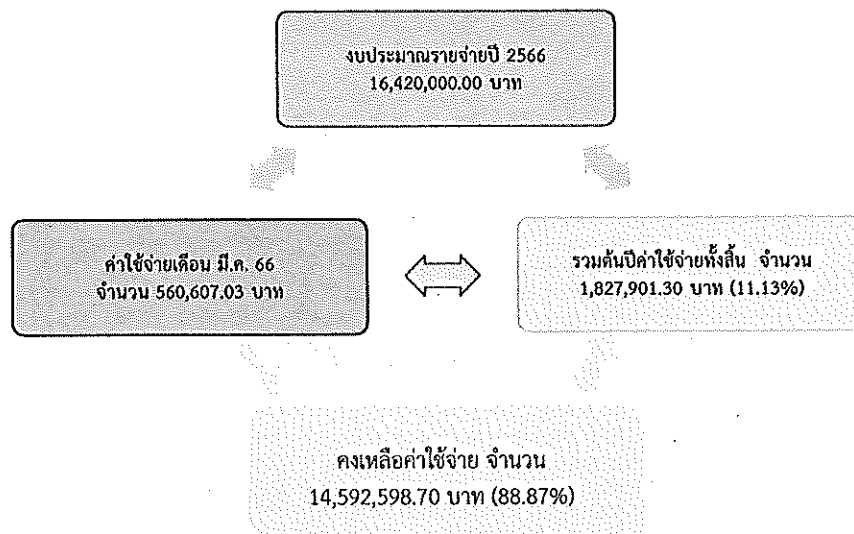 งบประมาณรายจ่ายปี 2566
16,420,000.00 บาท
ค่าใช้จ่ายเดือน มี.ค. 66
จำนวน 560,607.03 บาท
รวมต้นปีค่าใช้จ่ายทั้งสิ้น จำนวน
1,827,901.30 บาท (11.13%)
คงเหลือค่าใช้จ่าย จำนวน
14,592,598.70 บาท (88.87%)